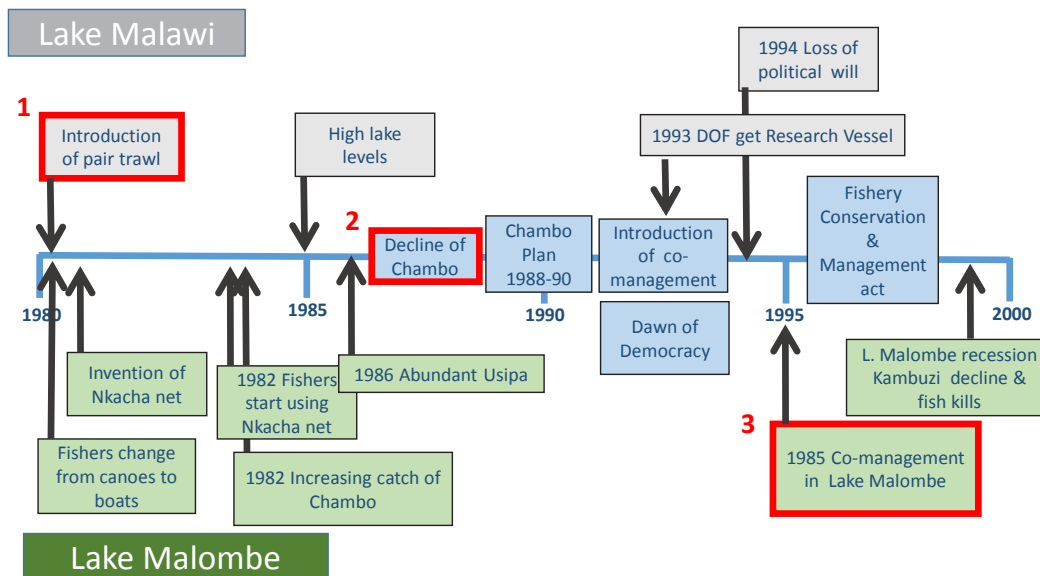 Lake Malawi
1994 Loss of
political will
1
Introduction
of pair trawl
High lake
levels
1993 DOF get Research Vessel
2
Decline of
Chambo
Chambo
Plan
1988-90
Introduction
of co-
management
Fishery
Conservation
&
Management
act
1980
1985
1990
1995
2000
Dawn of
Democracy
Invention of
Nkacha net
1982 Fishers
start using
Nkacha net
1986 Abundant Usipa
L. Malombe recession
Kambuzi decline &
fish kills
Fishers change
from canoes to
boats
1982 Increasing catch of
Chambo
3
1985 Co-management
in Lake Malombe
Lake Malombe